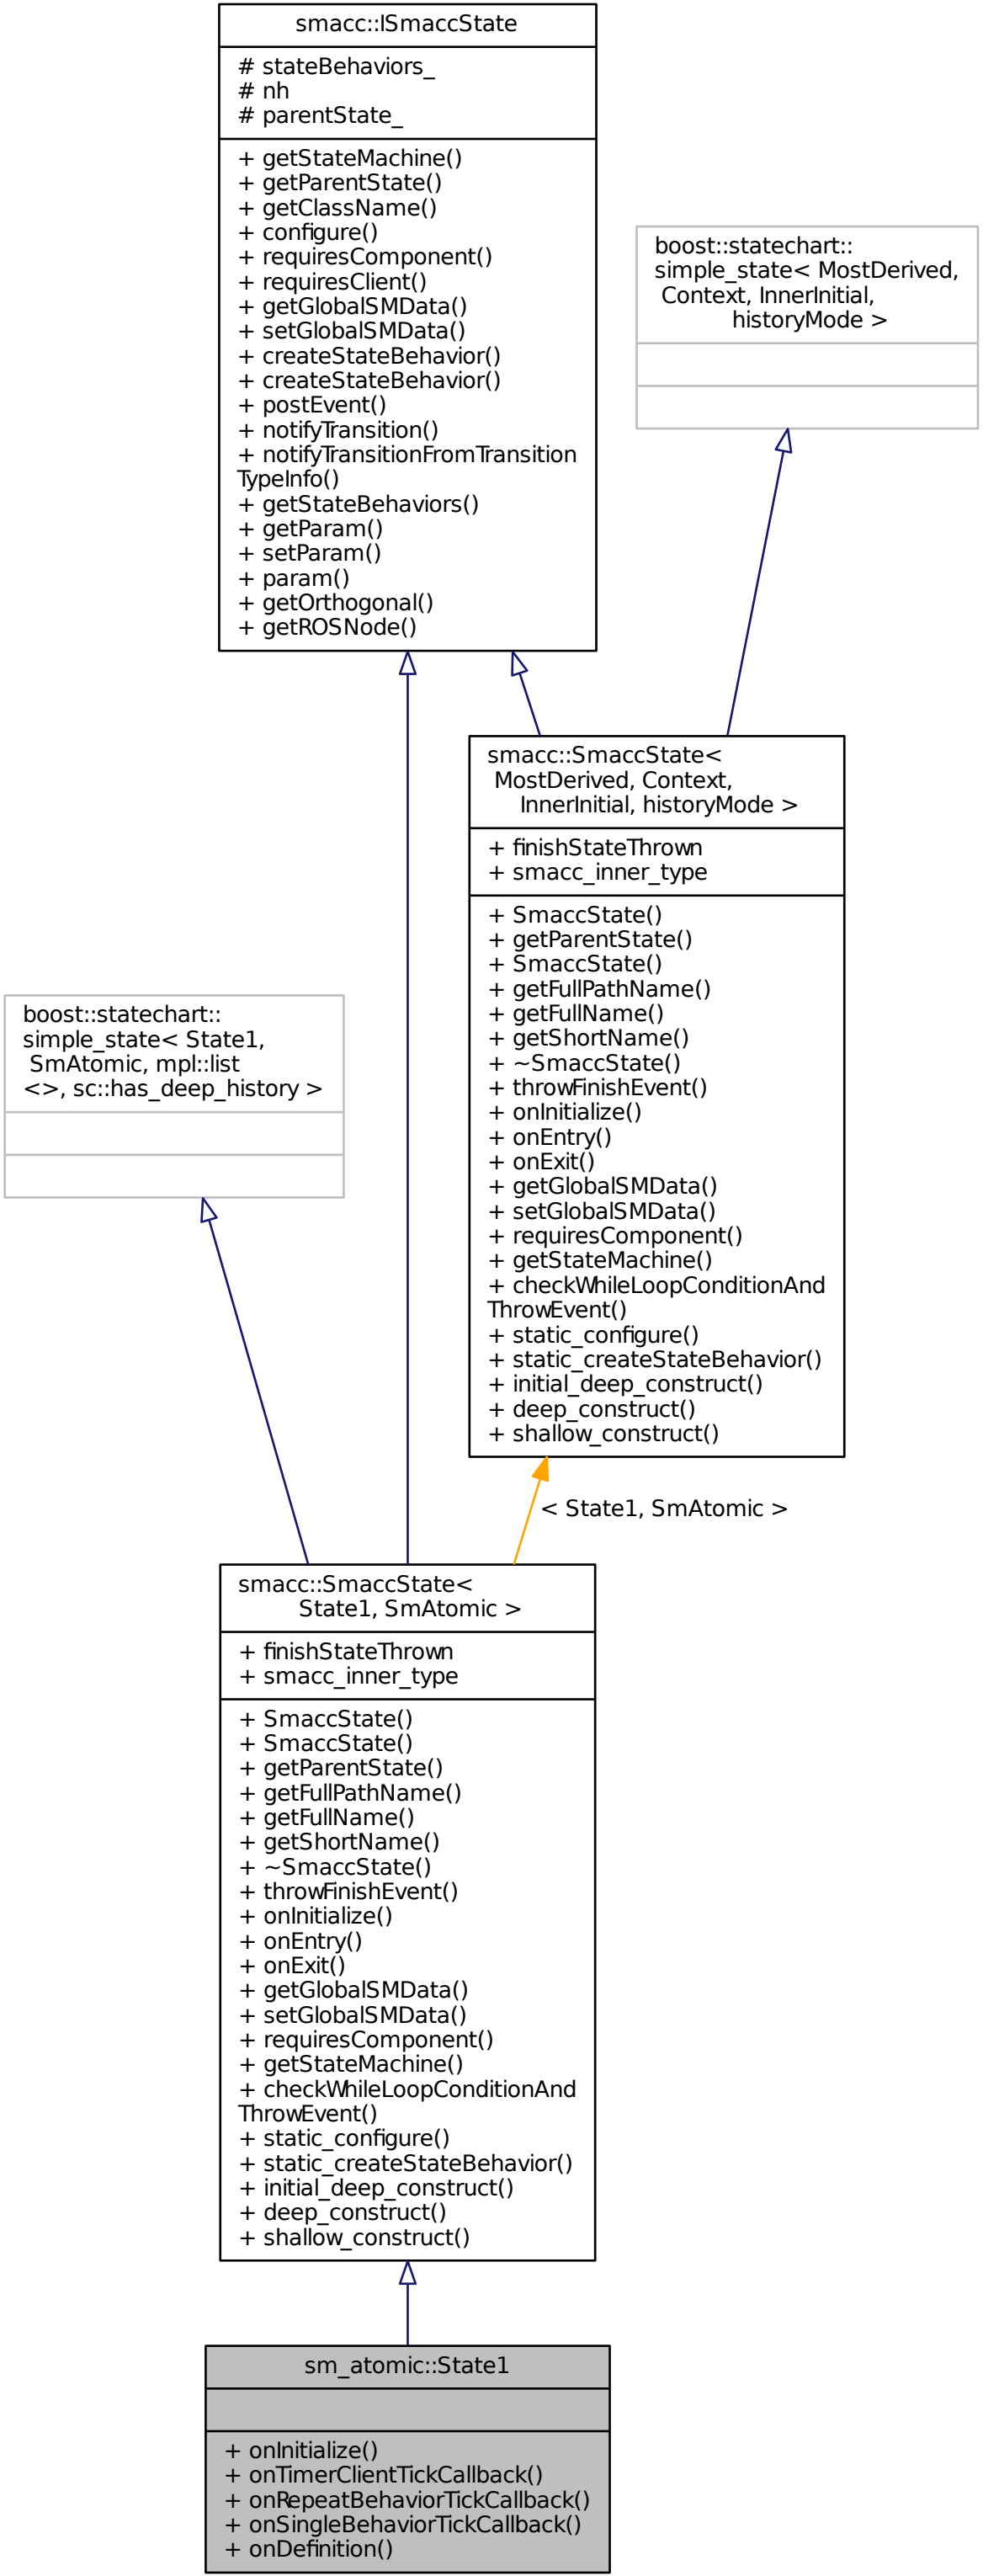 smacc::ISmaccState
# stateBehaviors_
# nh
# parentState_
+ getStateMachine()
+ getParentState()
+ getClassName()
+ configure()
+ requiresComponent()
+ requiresClient()
+ getGlobalSMData()
+ setGlobalSMData()
+ createStateBehavior()
+ createStateBehavior()
+ postEvent()
+ notifyTransition()
+ notifyTransitionFromTransition
TypeInfo()
+ getStateBehaviors()
+ getParam()
+ setParam()
+ param()
+ getOrthogonal()
+ getROSNode()
boost::statechart::
simple_state< MostDerived,
Context, InnerInitial,
historyMode >
smacc::SmaccState<
MostDerived, Context,
InnerInitial, historyMode >
+ finishStateThrown
+ smacc_inner_type
+ SmaccState()
+ getParentState()
+ SmaccState()
+ getFullPathName()
+ getFullName()
+ getShortName()
+ ~SmaccState()
+ throwFinishEvent()
+ onInitialize()
+ onEntry()
+ onExit()
+ getGlobalSMData()
+ setGlobalSMData()
+ requiresComponent()
+ getStateMachine()
+ checkWhileLoopConditionAnd
ThrowEvent()
+ static_configure()
+ static_createStateBehavior()
+ initial_deep_construct()
+ deep_construct()
+ shallow_construct()
boost::statechart::
simple_state< State1,
SmAtomic, mpl::list
<>, sc::has_deep_history >
< State1, SmAtomic >
smacc::SmaccState<
State1, SmAtomic >
+ finishStateThrown
+ smacc_inner_type
+ SmaccState()
+ SmaccState()
+ getParentState()
+ getFullPathName()
+ getFullName()
+ getShortName()
+ ~SmaccState()
+ throwFinishEvent()
+ onInitialize()
+ onEntry()
+ onExit()
+ getGlobalSMData()
+ setGlobalSMData()
+ requiresComponent()
+ getStateMachine()
+ checkWhileLoopConditionAnd
ThrowEvent()
+ static_configure()
+ static_createStateBehavior()
+ initial_deep_construct()
+ deep_construct()
+ shallow_construct()
sm_atomic::State1
+ onInitialize()
+ onTimerClientTickCallback()
+ onRepeatBehaviorTickCallback()
+ onSingleBehaviorTickCallback()
+ onDefinition()